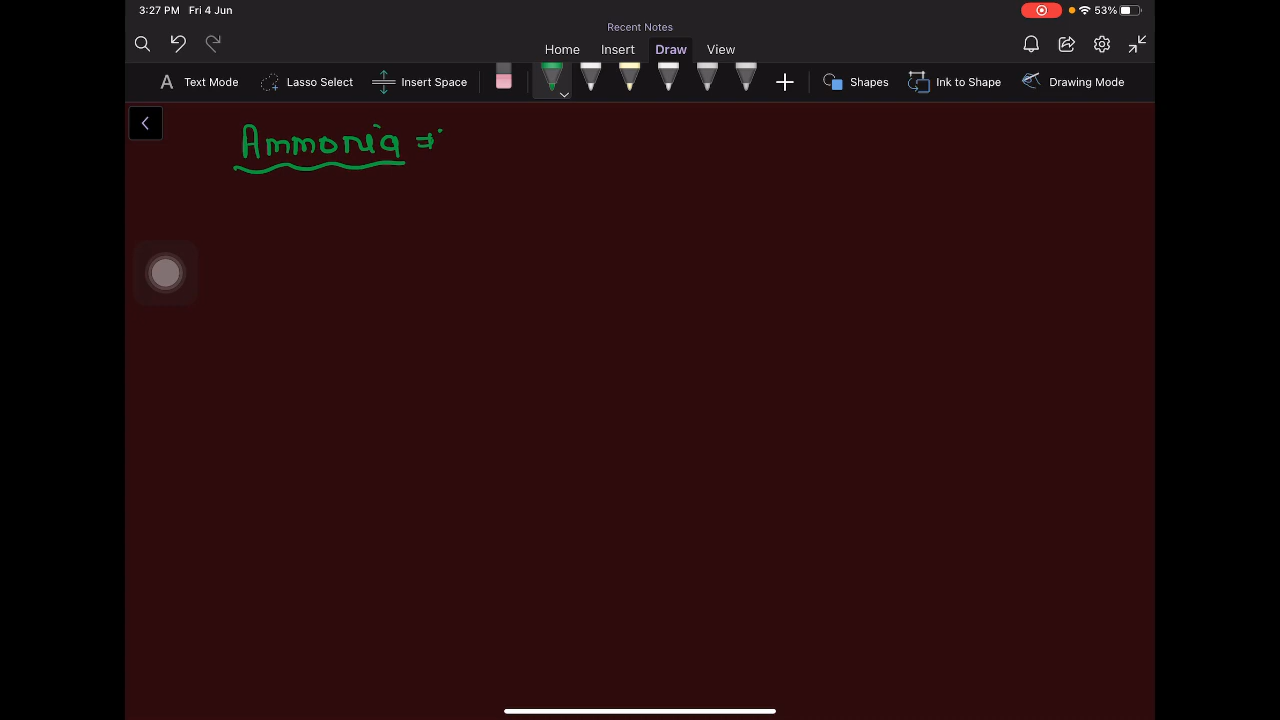 3:27 PM Fri 4 Jun 53%
Recent Notes
Home Insert Draw View
A Text Mode Lasso Select Insert Space Shapes Ink to Shape Drawing Mode
Ammonia ⇒